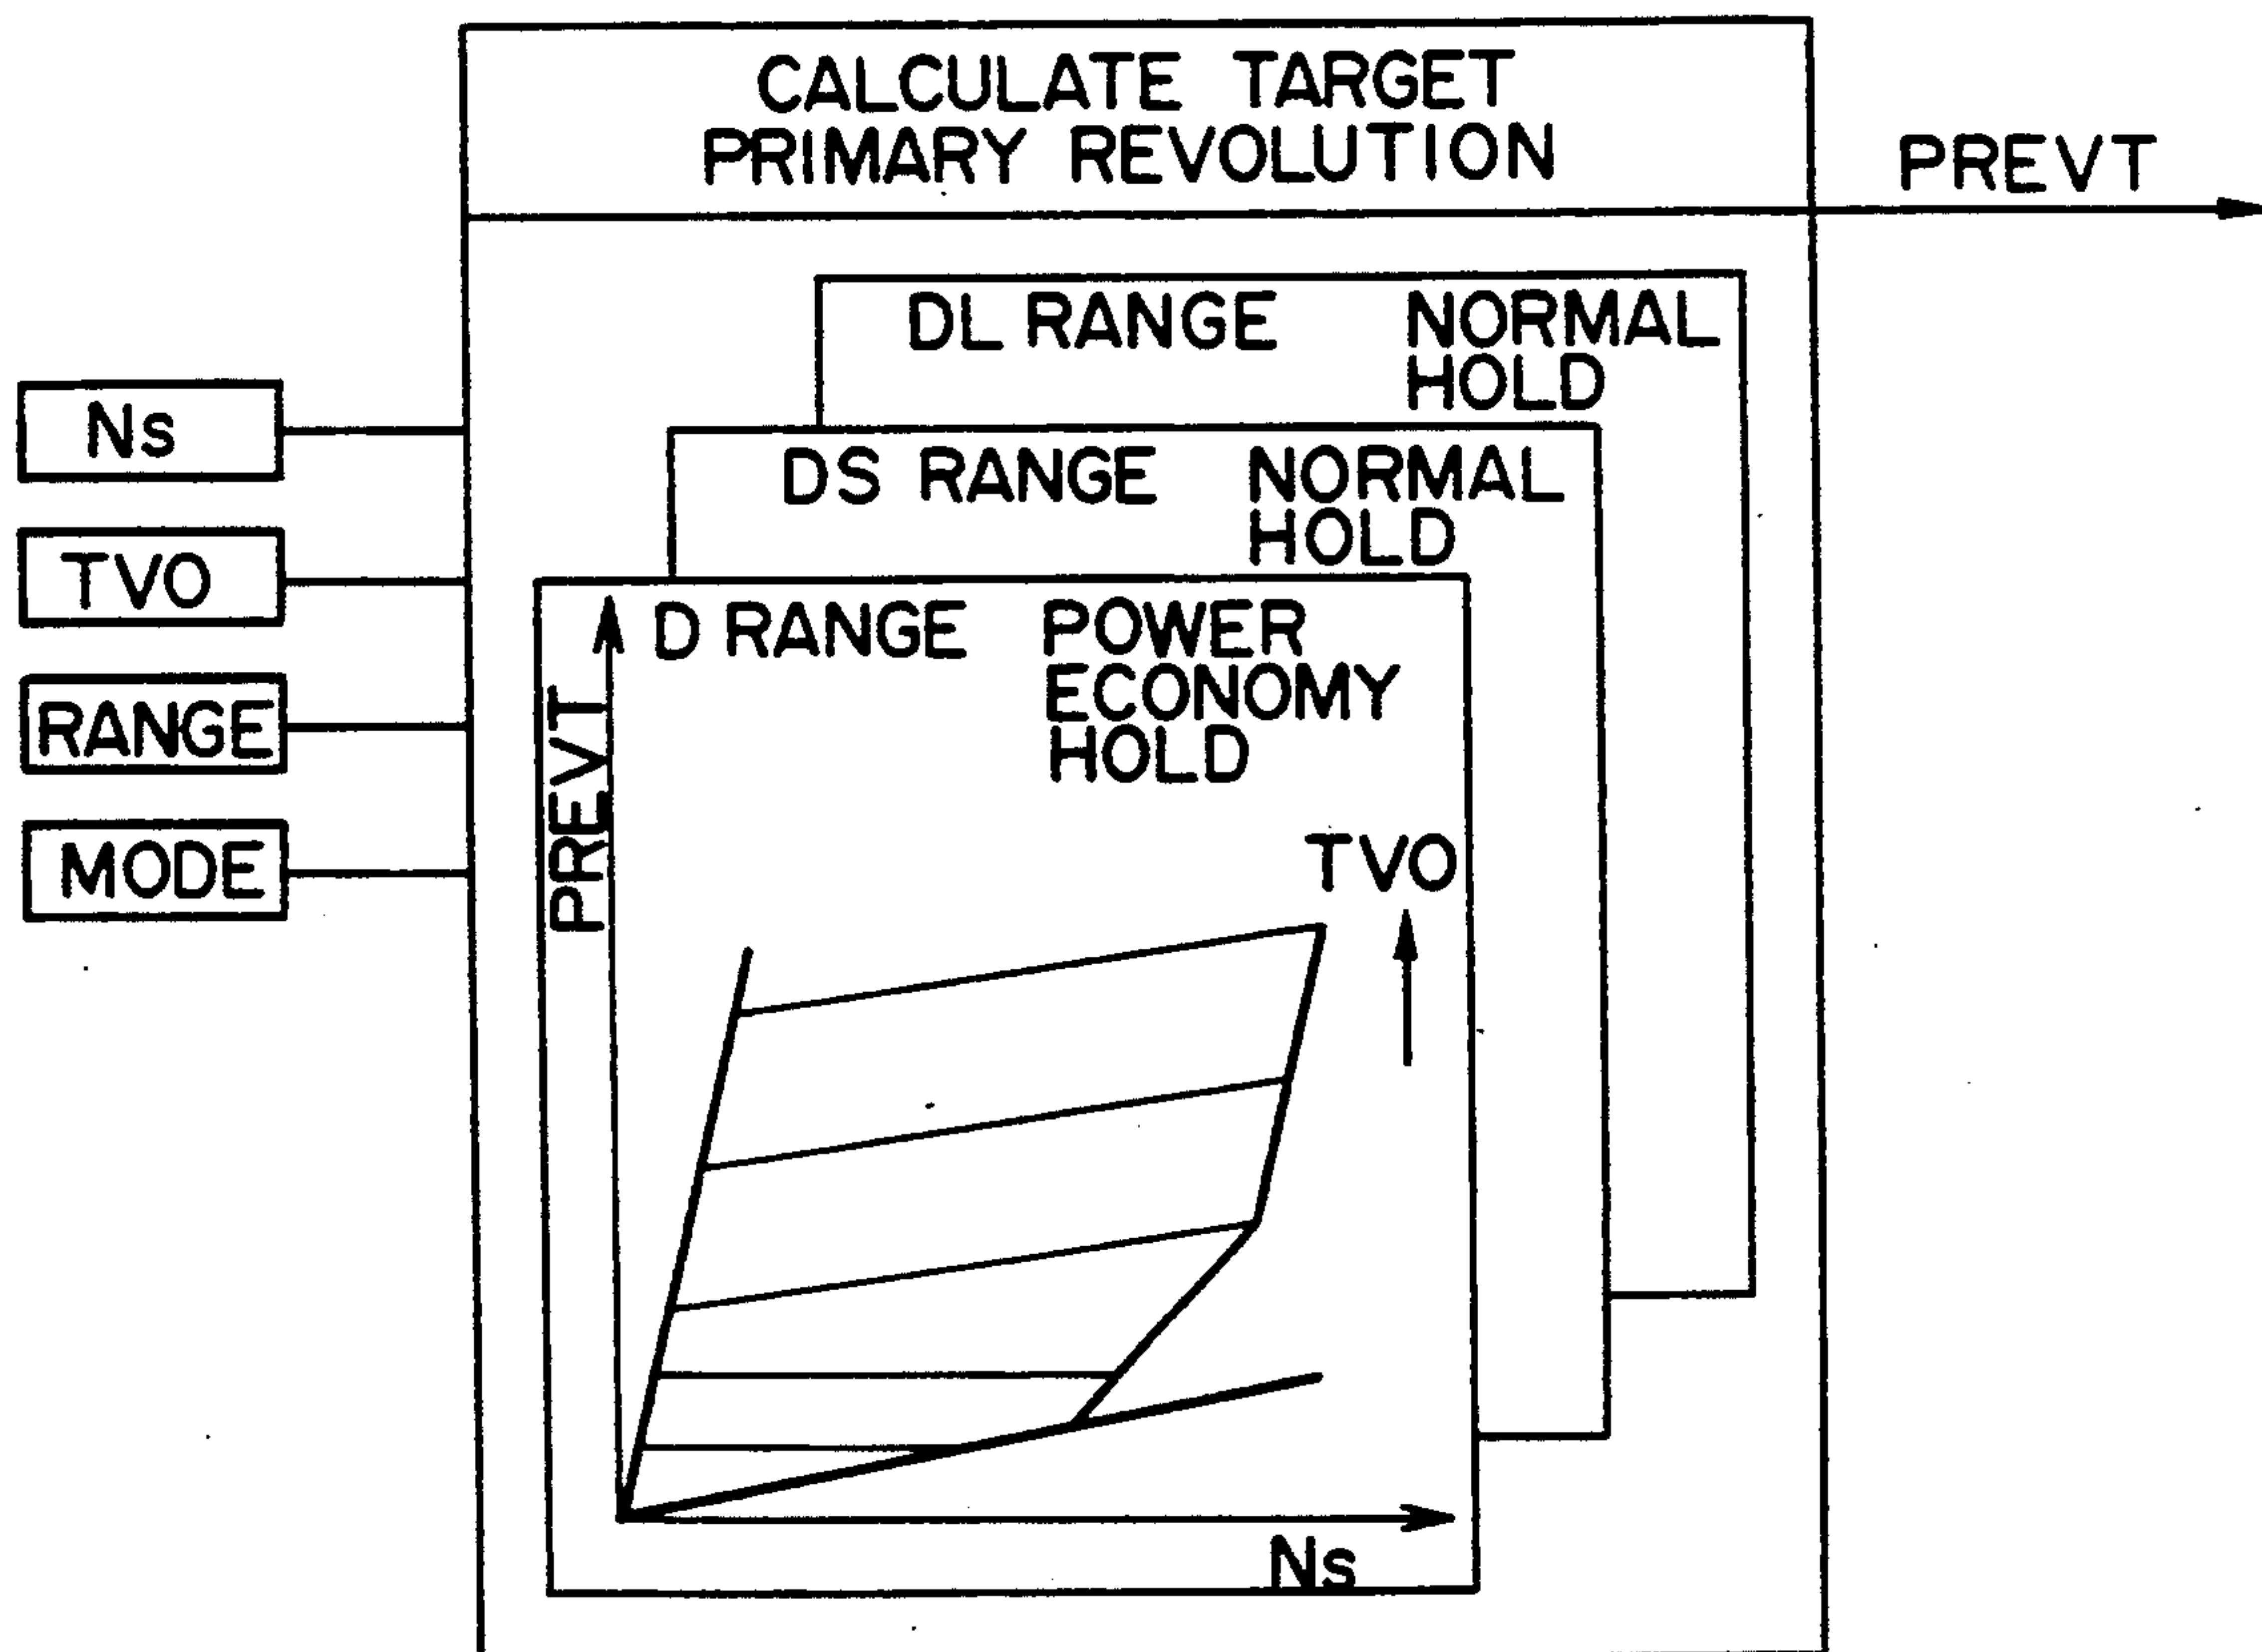 CALCULATE TARGET
PRIMARY REVOLUTION
PREVT
DL RANGE NORMAL
HOLD
Ns
DS RANGE NORMAL
HOLD
TVO
D RANGE POWER
ECONOMY
HOLD
RANGE
PREVT
MODE
TVO
Ns